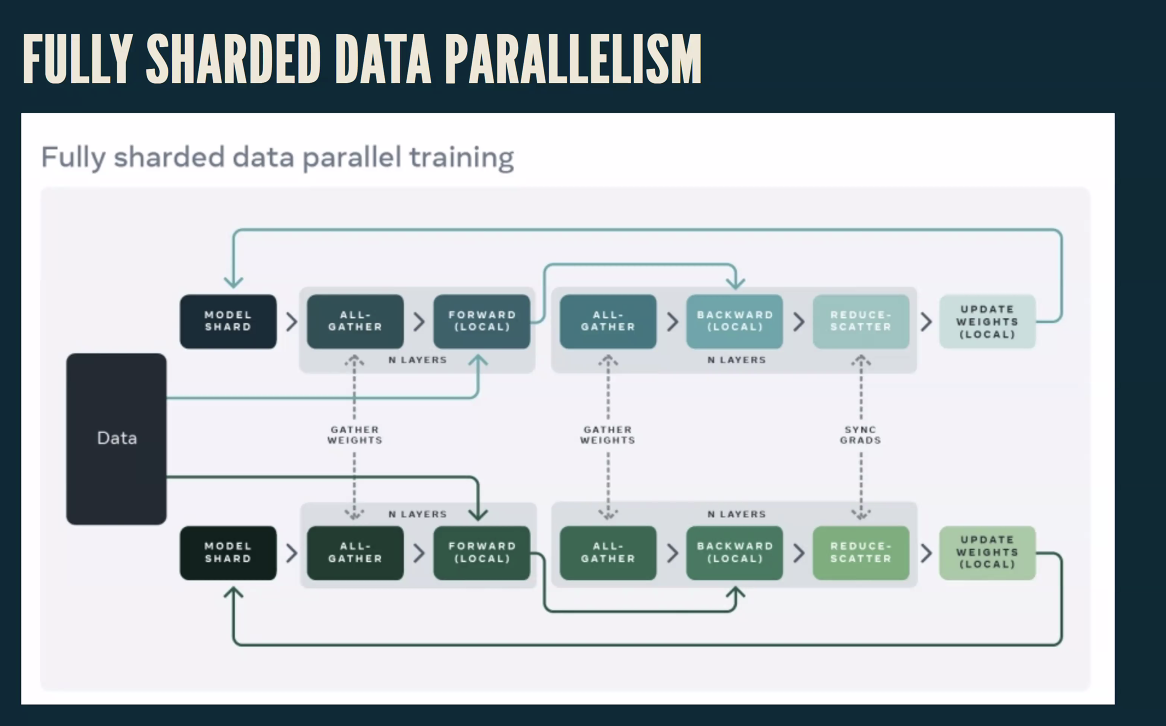 FULLY SHARDED DATA PARALLELISM
Fully sharded data parallel training
MODEL
SHARD
ALL-
GATHER
FORWARD
(LOCAL)
N LAYERS
ALL-
GATHER
BACKWARD
(LOCAL)
REDUCE-
SCATTER
N LAYERS
UPDATE
WEIGHTS
(LOCAL)
Data
GATHER
WEIGHTS
GATHER
WEIGHTS
SYNC
GRADS
N LAYERS
N LAYERS
MODEL
SHARD
ALL-
GATHER
FORWARD
(LOCAL)
ALL-
GATHER
BACKWARD
(LOCAL)
REDUCE-
SCATTER
UPDATE
WEIGHTS
(LOCAL)